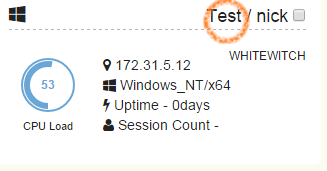 Test / nick
WHITEWITCH
53
CPU Load
172.31.5.12
Windows_NT/x64
Uptime - 0days
Session Count -